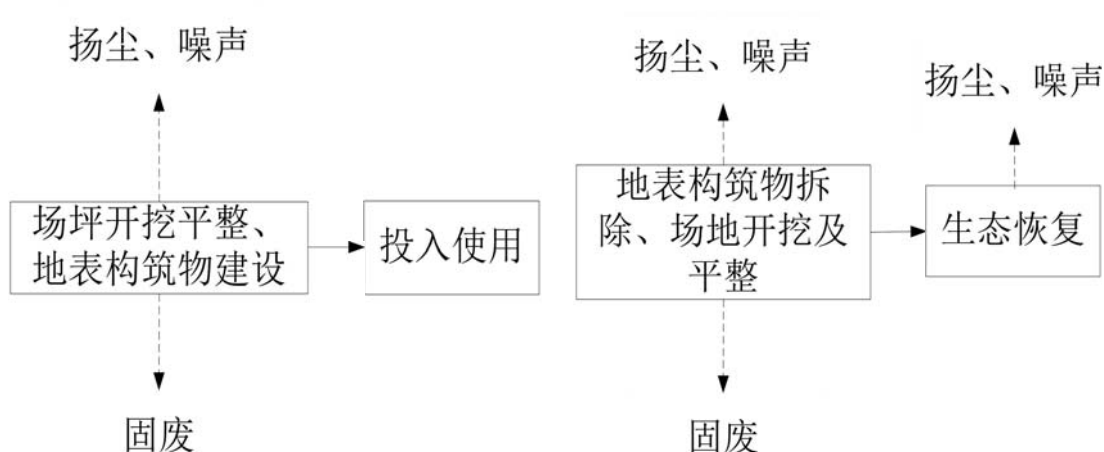 扬尘、噪声
场坪开挖平整、
地表构筑物建设
投入使用
固废
扬尘、噪声
地表构筑物拆
除、场地开挖及
平整
固废
扬尘、噪声
生态恢复